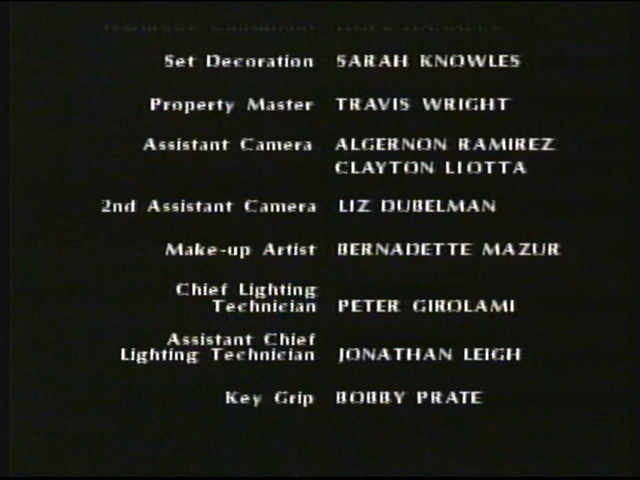 Set Decoration SARAH KNOWLES
Property Master TRAVIS WRIGHT
Assistant Camera ALGERNON RAMIREZ
CLAYTON LIOTTA
2nd Assistant Camera LIZ DUBELMAN
Make-up Artist BERNADETTE MAZUR
Chief Lighting
Technician PETER GIROLAMI
Assistant Chief
Lighting Technician JONATHAN LEIGH
Key Grip BOBBY PRATE